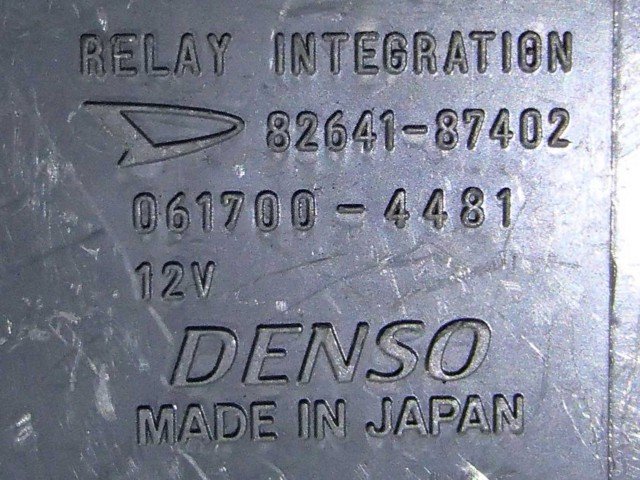 RELAY INTEGRATION
82641-87402
061700-4481
12V
DENSO
MADE IN JAPAN